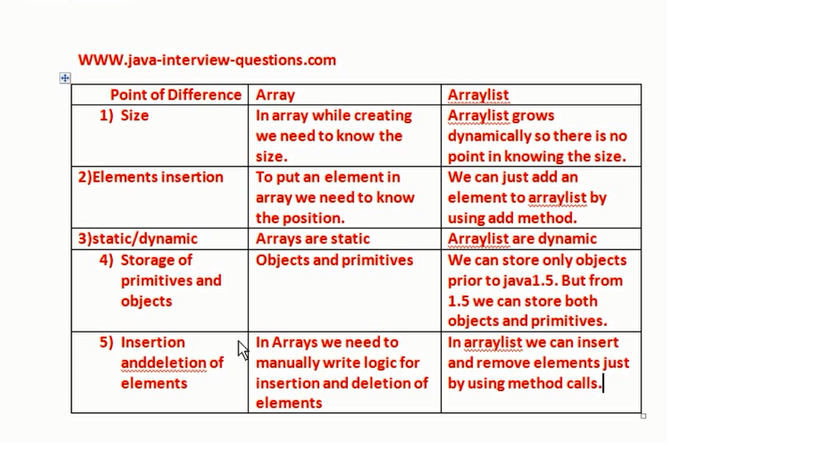 WWW.java-interview-questions.com
Point of Difference Array Arraylist
1) Size In array while creating Arraylist grows
we need to know the dynamically so there is no
size. point in knowing the size.
2)Elements insertion To put an element in We can just add an
array we need to know element to arraylist by
the position. using add method.
3)static/dynamic Arrays are static Arraylist are dynamic
4) Storage of Objects and primitives We can store only objects
primitives and prior to java1.5. But from
objects 1.5 we can store both
objects and primitives.
5) Insertion In Arrays we need to In arraylist we can insert
anddeletion of manually write logic for and remove elements just
elements insertion and deletion of by using method calls.
elements